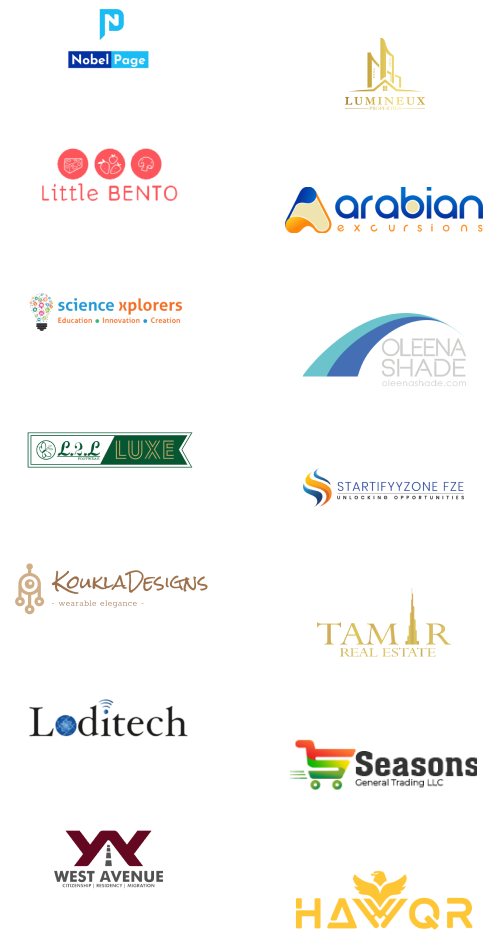 Nobel Page
LUMINEUX
PROPERTY
Little BENTO
arabian
excursions
science xplorers
Education • Innovation • Creation
OLEENA
SHADE
oleenashade.com
L.2.L
LUXE
STARTIFYYZONE FZE
UNLOCKING OPPORTUNITIES
KouklaDesigns
- wearable elegance -
TAMIR
REAL ESTATE
Loditech
Seasons
General Trading LLC
WEST AVENUE
CITIZENSHIP | RESIDENCY | MIGRATION
HAWQR